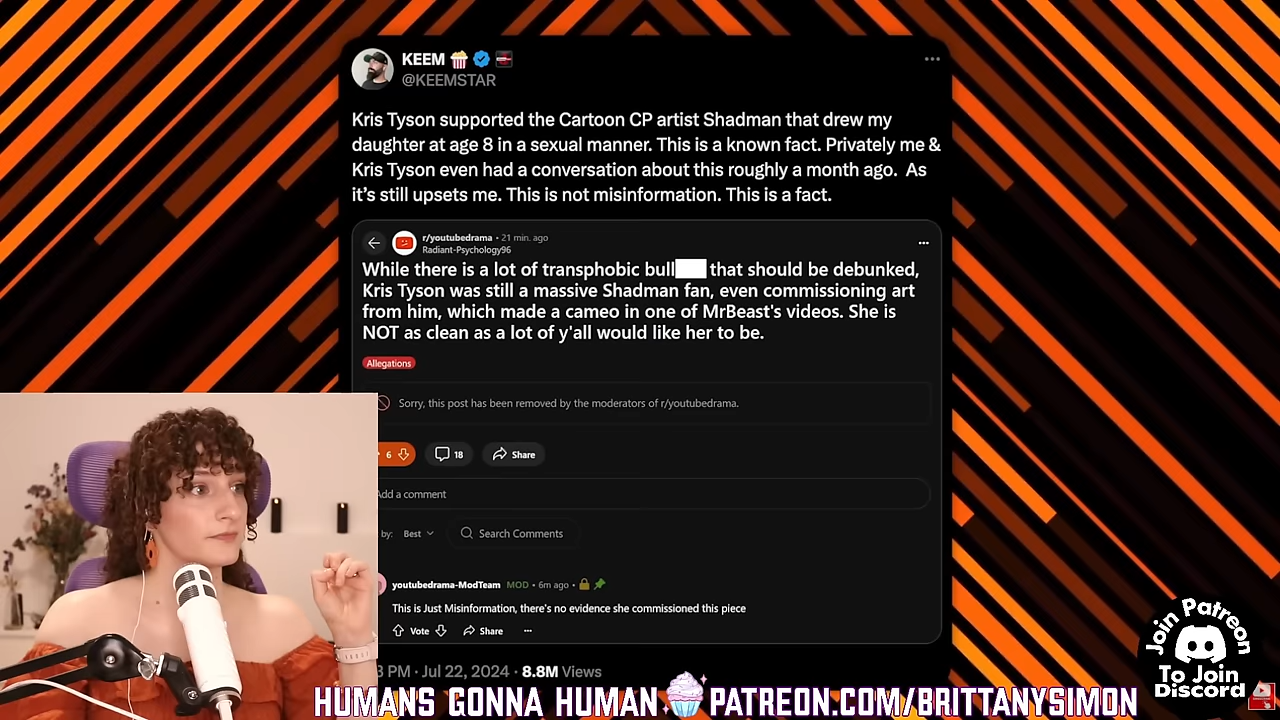 KEEM
@KEEMSTAR
Kris Tyson supported the Cartoon CP artist Shadman that drew my
daughter at age 8 in a sexual manner. This is a known fact. Privately me &
Kris Tyson even had a conversation about this roughly a month ago. As
it's still upsets me. This is not misinformation. This is a fact.
r/youtubedrama • 21 min. ago
Radiant-Psychology96
While there is a lot of transphobic bull that should be debunked,
Kris Tyson was still a massive Shadman fan, even commissioning art
from him, which made a cameo in one of MrBeast's videos. She is
NOT as clean as a lot of y'all would like her to be.
Allegations
Sorry, this post has been removed by the moderators of r/youtubedrama.
6 18 Share
Add a comment
by: Best Search Comments
youtubedrama-ModTeam MOD • 6m ago •
This is Just Misinformation, there's no evidence she commissioned this piece
Vote Share
PM · Jul 22, 2024 · 8.8M Views
Join Patreon
To Join
Discord
HUMANS GONNA HUMAN PATREON.COM/BRITTANYSIMON